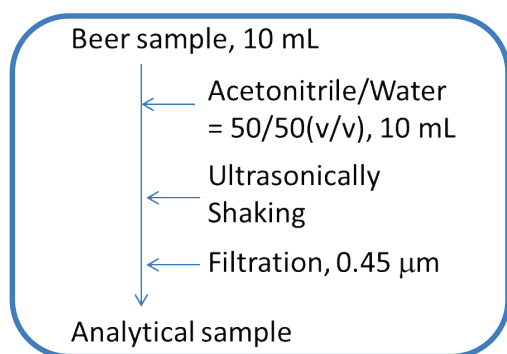 Beer sample, 10 mL
Acetonitrile/Water
= 50/50(v/v), 10 mL
Ultrasonically
Shaking
Filtration, 0.45 μm
Analytical sample